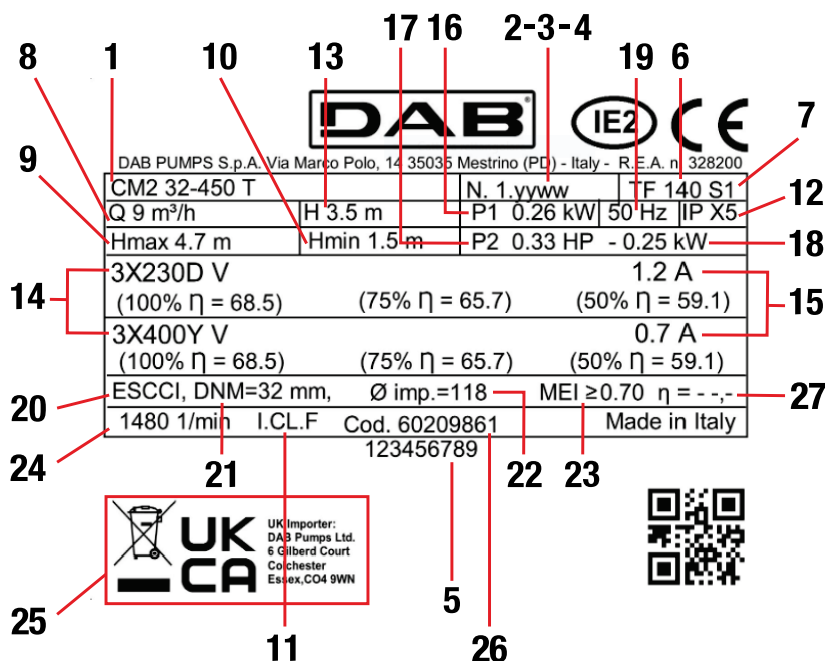 17 16 2-3-4
8 1 10 13 19 6
DAB®
IE2 CE
7
9
DAB PUMPS S.p.A. Via Marco Polo, 14 35035 Mestrino (PD) - Italy - R.E.A. n. 328200
CM2 32-450 T N. 1.yyww TF 140 S1
12
Q 9 m³/h H 3.5 m P1 0.26 kW 50 Hz IP X5
Hmax 4.7 m Hmin 1.5 m P2 0.33 HP - 0.25 kW
18
3X230D V 1.2 A
14 (100% η = 68.5) (75% η = 65.7) (50% η = 59.1) 15
3X400Y V 0.7 A
(100% η = 68.5) (75% η = 65.7) (50% η = 59.1)
20 ESCCI, DNM=32 mm, Ø imp.=118 MEI ≥0.70 η = - -,- 27
24 1480 1/min I.CL.F Cod. 60209861 Made in Italy
123456789
21 22 23
UK
CA
UK Importer:
DAB Pumps Ltd.
6 Gilberd Court
Colchester
Essex,CO4 9WN
5
25 11 26